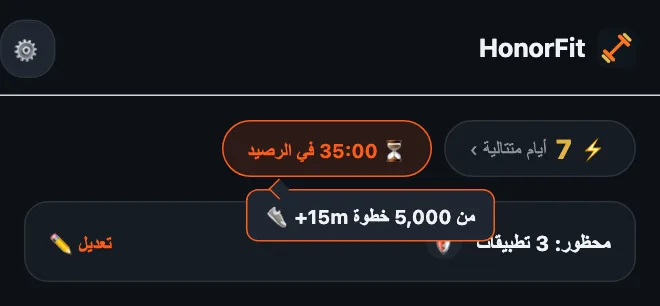 HonorFit
7 أيام متتالية ›
35:00 في الرصيد
من 5,000 خطوة +15m
محظور: 3 تطبيقات
تعديل